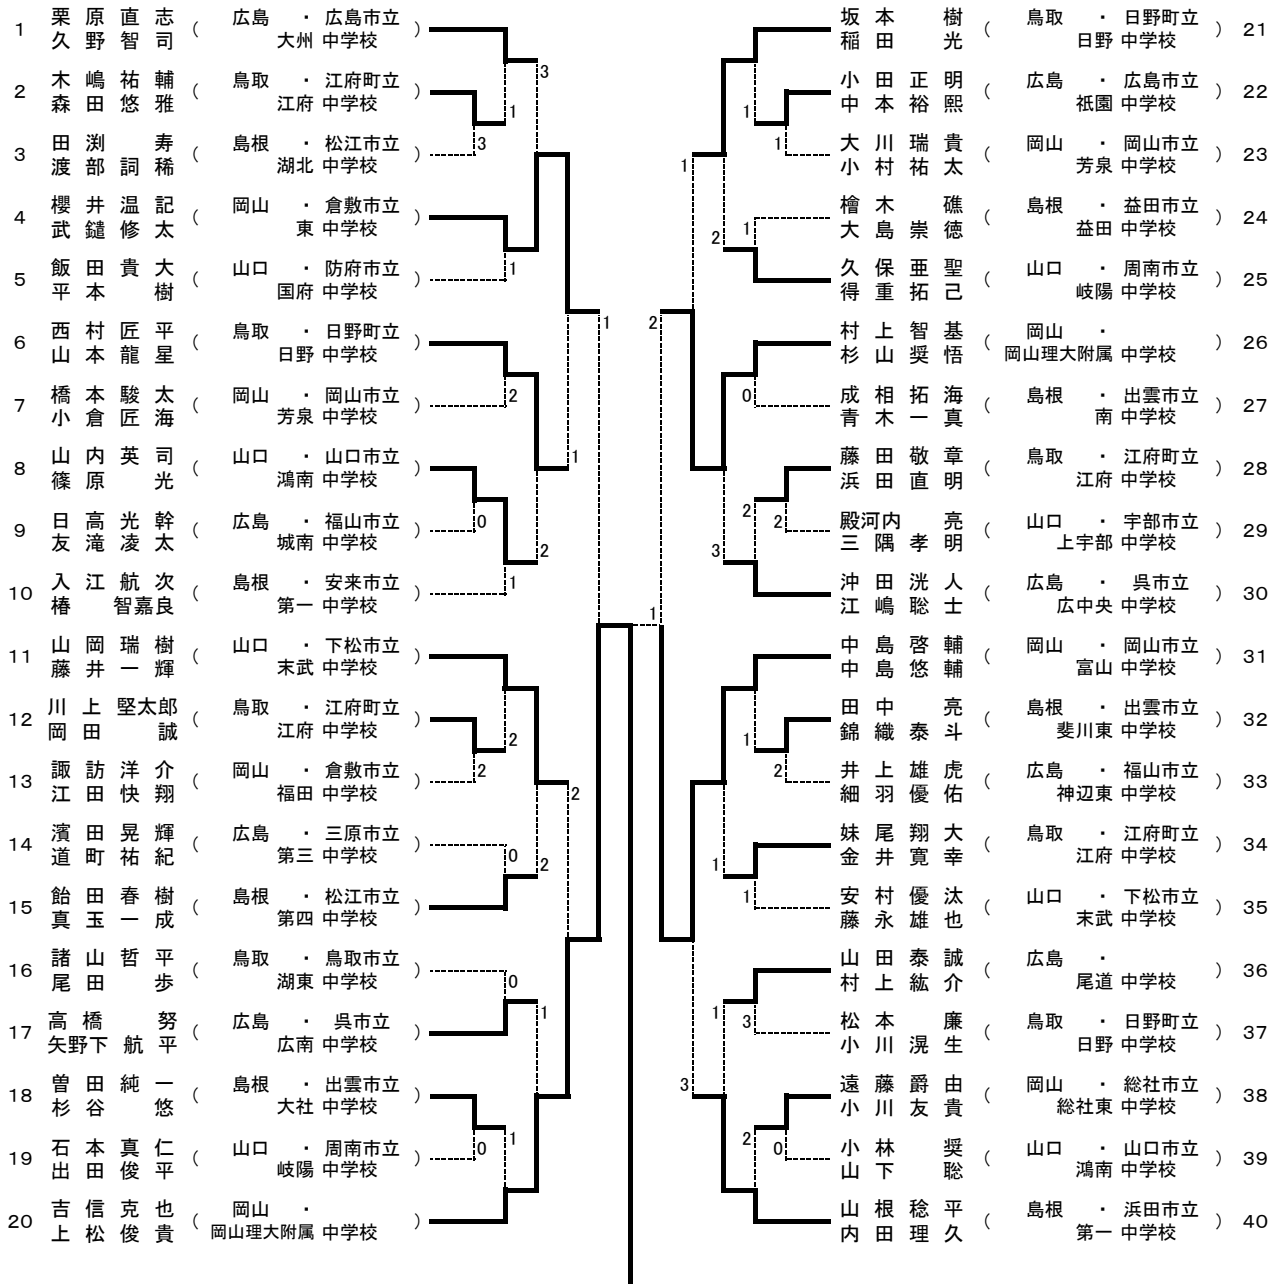 1 栗原直志 久野智司 ( 広島 ・ 広島市立 大州 中学校 )
2 木嶋祐輔 森田悠雅 ( 鳥取 ・ 江府町立 江府 中学校 )
3 田渕寿 渡部詞稀 ( 島根 ・ 松江市立 湖北 中学校 )
4 櫻井温記 武鑓修太 ( 岡山 ・ 倉敷市立 東 中学校 )
5 飯田貴大 平本樹 ( 山口 ・ 防府市立 国府 中学校 )
6 西村匠平 山本龍星 ( 鳥取 ・ 日野町立 日野 中学校 )
7 橋本駿太 小倉匠海 ( 岡山 ・ 岡山市立 芳泉 中学校 )
8 山内英司 篠原光 ( 山口 ・ 山口市立 鴻南 中学校 )
9 日高光幹 友滝凌太 ( 広島 ・ 福山市立 城南 中学校 )
10 入江航次 椿智嘉良 ( 島根 ・ 安来市立 第一 中学校 )
11 山岡瑞樹 藤井一輝 ( 山口 ・ 下松市立 末武 中学校 )
12 川上堅太郎 岡田誠 ( 鳥取 ・ 江府町立 江府 中学校 )
13 諏訪洋介 江田快翔 ( 岡山 ・ 倉敷市立 福田 中学校 )
14 濱田晃輝 道町祐紀 ( 広島 ・ 三原市立 第三 中学校 )
15 飴田春樹 真玉一成 ( 島根 ・ 松江市立 第四 中学校 )
16 諸山哲平 尾田歩 ( 鳥取 ・ 鳥取市立 湖東 中学校 )
17 高橋努 矢野下航平 ( 広島 ・ 呉市立 広南 中学校 )
18 曽田純一 杉谷悠 ( 島根 ・ 出雲市立 大社 中学校 )
19 石本真仁 出田俊平 ( 山口 ・ 周南市立 岐陽 中学校 )
20 吉信克也 上松俊貴 ( 岡山 ・ 岡山理大附属 中学校 )
3
1
3
1
1
2
1
0
2
1
1
2
2
2
0
2
0
1
1
0
1
坂本樹 稲田光 ( 鳥取 ・ 日野町立 日野 中学校 ) 21
小田正明 中本裕熙 ( 広島 ・ 広島市立 祇園 中学校 ) 22
大川瑞貴 小村祐太 ( 岡山 ・ 岡山市立 芳泉 中学校 ) 23
檜木礁 大島崇徳 ( 島根 ・ 益田市立 益田 中学校 ) 24
久保亜聖 得重拓己 ( 山口 ・ 周南市立 岐陽 中学校 ) 25
村上智基 杉山奨悟 ( 岡山 ・ 岡山理大附属 中学校 ) 26
成相拓海 青木一真 ( 島根 ・ 出雲市立 南 中学校 ) 27
藤田敬章 浜田直明 ( 鳥取 ・ 江府町立 江府 中学校 ) 28
殿河内亮 三隅孝明 ( 山口 ・ 宇部市立 上宇部 中学校 ) 29
沖田洸人 江嶋聡士 ( 広島 ・ 呉市立 広中央 中学校 ) 30
中島啓輔 中島悠輔 ( 岡山 ・ 岡山市立 富山 中学校 ) 31
田中亮 錦織泰斗 ( 島根 ・ 出雲市立 斐川東 中学校 ) 32
井上雄虎 細羽優佑 ( 広島 ・ 福山市立 神辺東 中学校 ) 33
妹尾翔大 金井寛幸 ( 鳥取 ・ 江府町立 江府 中学校 ) 34
安村優汰 藤永雄也 ( 山口 ・ 下松市立 末武 中学校 ) 35
山田泰誠 村上紘介 ( 広島 ・ 尾道 中学校 ) 36
松本廉 小川滉生 ( 鳥取 ・ 日野町立 日野 中学校 ) 37
遠藤爵由 小川友貴 ( 岡山 ・ 総社市立 総社東 中学校 ) 38
小林奨 山下聡 ( 山口 ・ 山口市立 鴻南 中学校 ) 39
山根稔平 内田理久 ( 島根 ・ 浜田市立 第一 中学校 ) 40
1
1
1
1
2
2
0
2
2
3
1
1
2
1
1
1
3
3
2
0